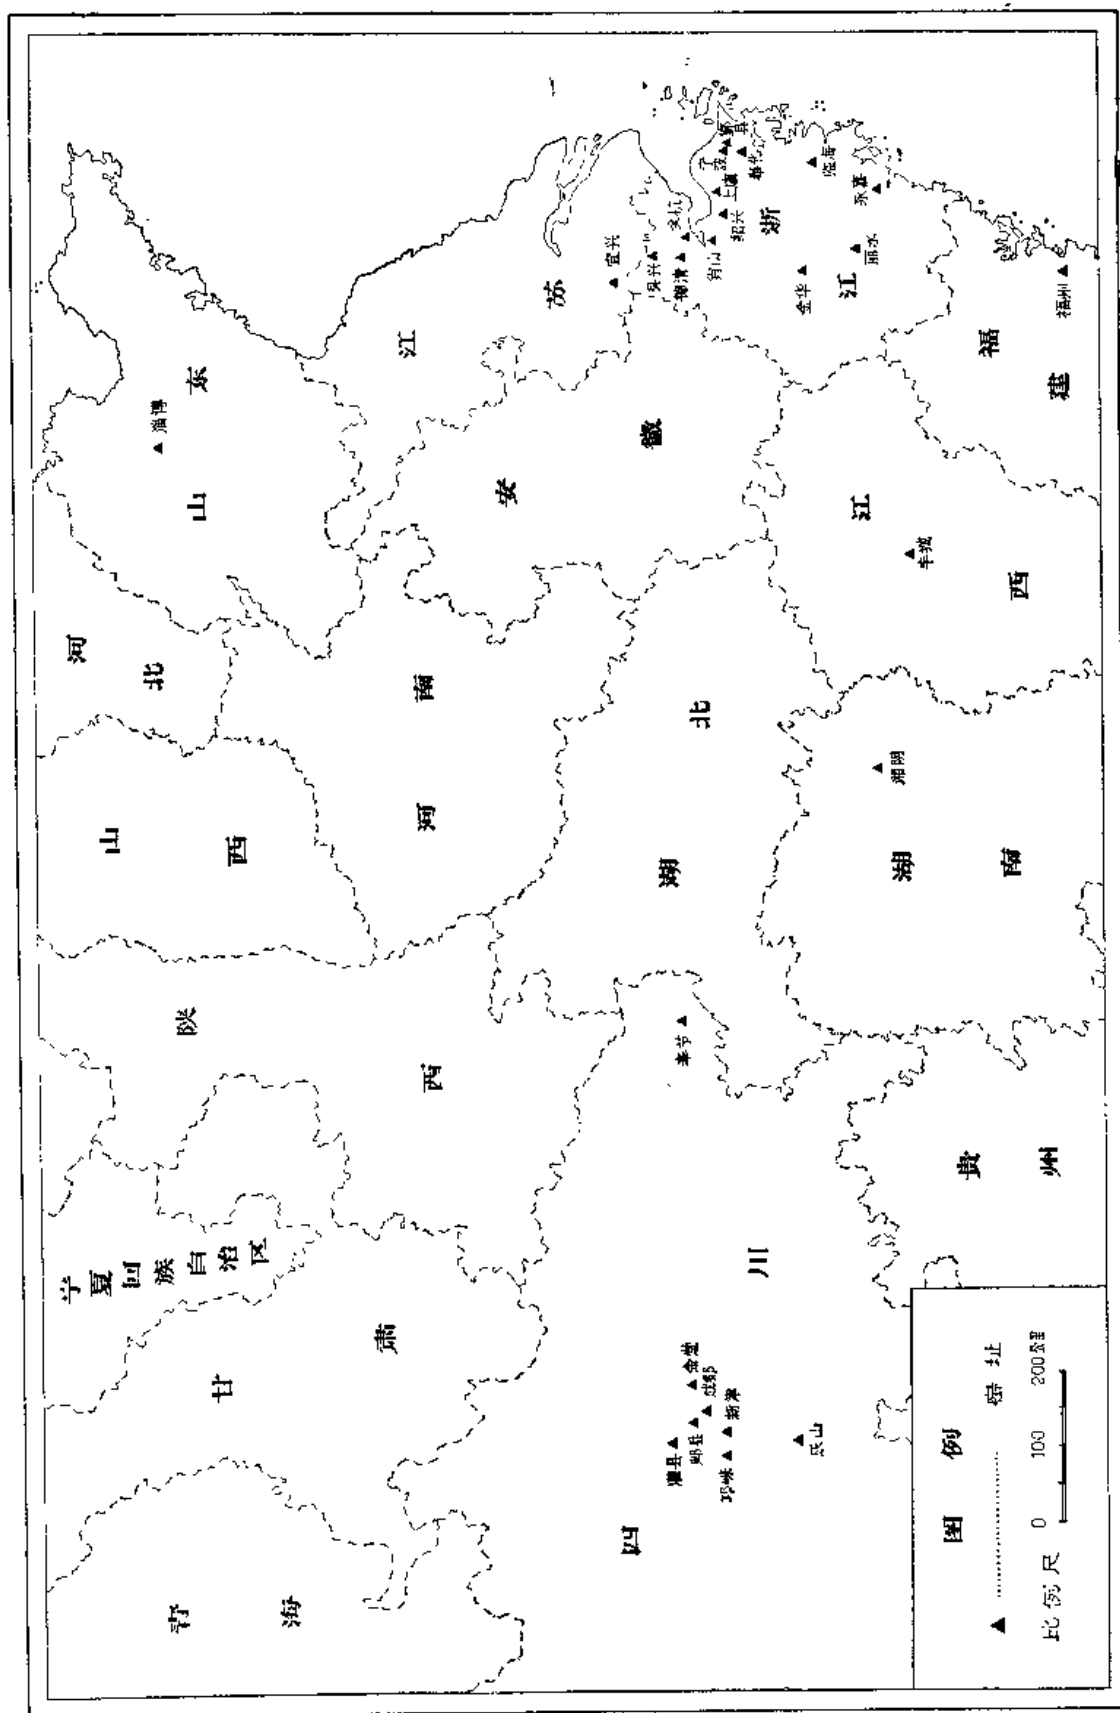 河北
山东
淄博
山西
陕西
宁夏回族自治区
甘肃
青海
河南
江苏
宜兴
安徽
浙江
吴兴
德清
余杭
萧山
绍兴
上虞
宁波
鄞县
奉化
临海
永嘉
丽水
金华
福建
福州
江西
丰城
湖北
湖南
湘阴
四川
奉节
金堂
成都
郫县
灌县
新津
邛崃
乐山
贵州
图例
窑址
比例尺
0 100 200公里